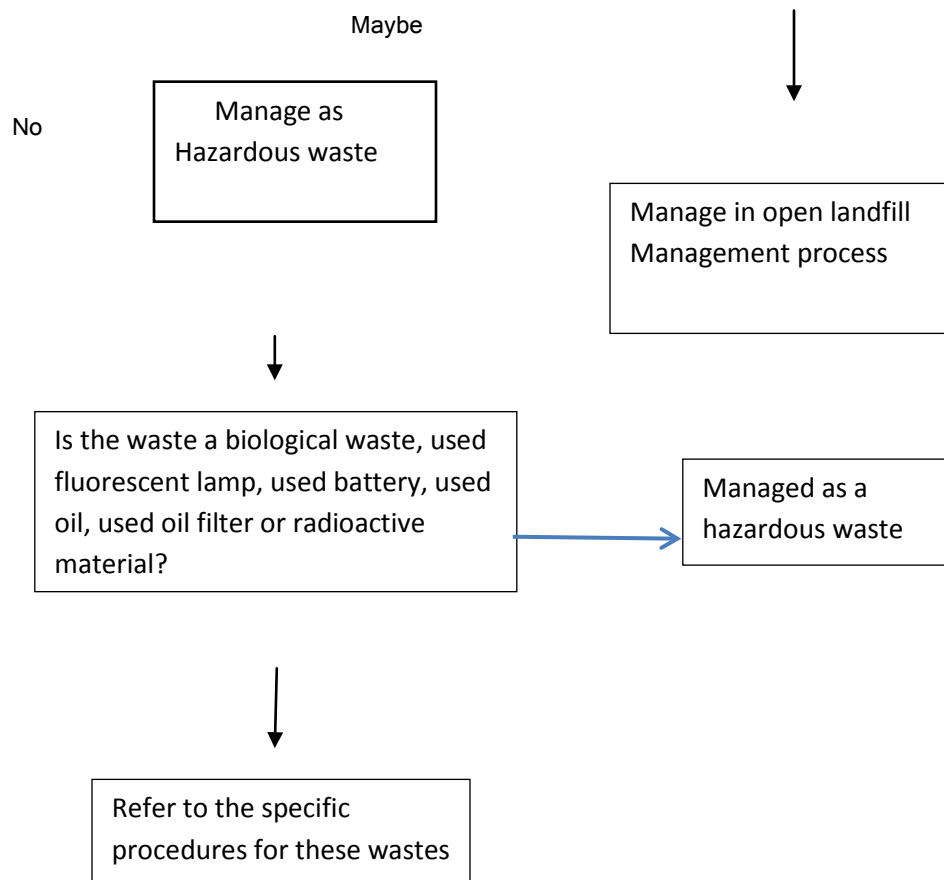 Maybe
No
Manage as
Hazardous waste
Manage in open landfill
Management process
Is the waste a biological waste, used
fluorescent lamp, used battery, used
oil, used oil filter or radioactive
material?
Managed as a
hazardous waste
Refer to the specific
procedures for these wastes